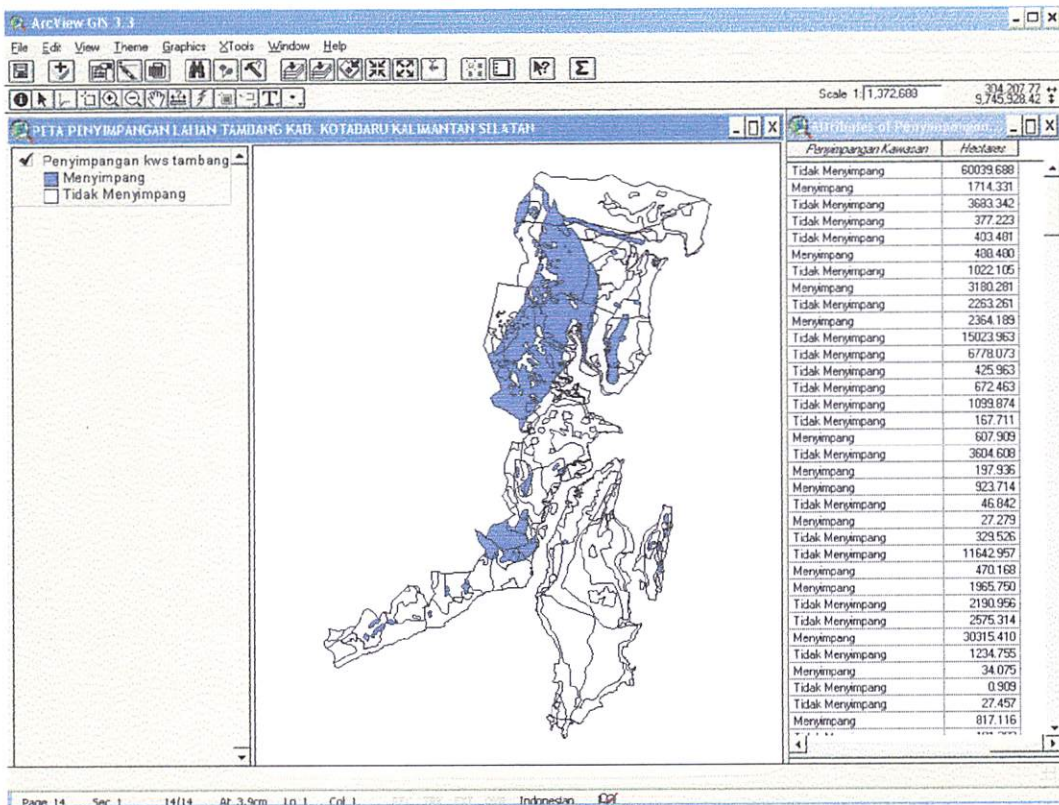 ArcView GIS 3.3
File Edit View Theme Graphics XTools Window Help
Scale 1: 1,372,688
304,207.77
9,745,928.42
PETA PENYIMPANGAN LAHAN TAMBANG KAB. KOTABARU KALIMANTAN SELATAN
Penyimpangan kws tambang
Menyimpang
Tidak Menyimpang
Attributes of Penyimpangan...
Penyimpangan Kawasan Hectares
Tidak Menyimpang 60039.688
Menyimpang 1714.331
Tidak Menyimpang 3683.342
Tidak Menyimpang 377.223
Tidak Menyimpang 403.481
Menyimpang 488.480
Tidak Menyimpang 1022.105
Menyimpang 3180.281
Tidak Menyimpang 2263.261
Menyimpang 2364.189
Tidak Menyimpang 15023.963
Tidak Menyimpang 6778.073
Tidak Menyimpang 425.963
Tidak Menyimpang 672.463
Tidak Menyimpang 1099.874
Tidak Menyimpang 167.711
Menyimpang 607.909
Tidak Menyimpang 3604.608
Menyimpang 197.936
Menyimpang 923.714
Tidak Menyimpang 46.842
Menyimpang 27.279
Tidak Menyimpang 329.526
Tidak Menyimpang 11642.957
Menyimpang 470.168
Menyimpang 1965.750
Tidak Menyimpang 2190.956
Tidak Menyimpang 2575.314
Menyimpang 30315.410
Tidak Menyimpang 1234.755
Menyimpang 34.075
Tidak Menyimpang 0.909
Tidak Menyimpang 27.457
Menyimpang 817.116
Page 14 Sec 1 14/14 At 3.9cm Ln 1 Col 1 Indonesian